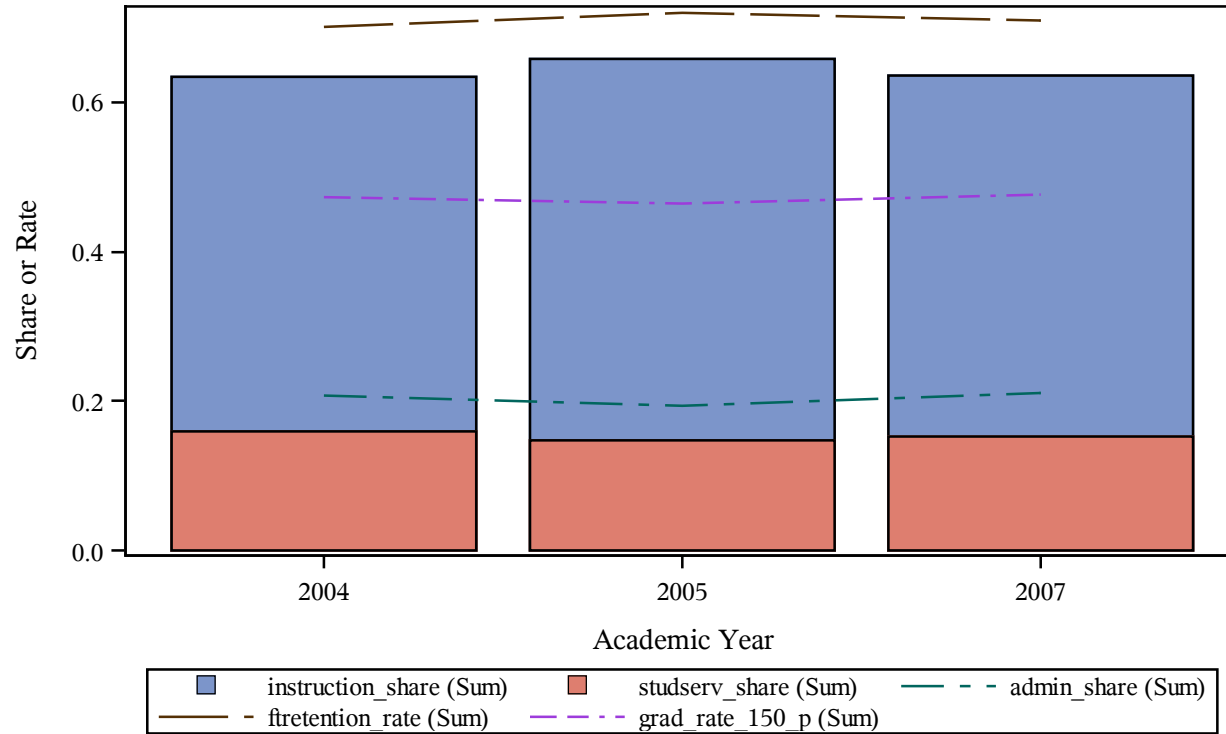 0.6
0.4
0.2
0.0
Share or Rate
2004 2005 2007
Academic Year
instruction_share (Sum) studserv_share (Sum) admin_share (Sum)
ftretention_rate (Sum) grad_rate_150_p (Sum)